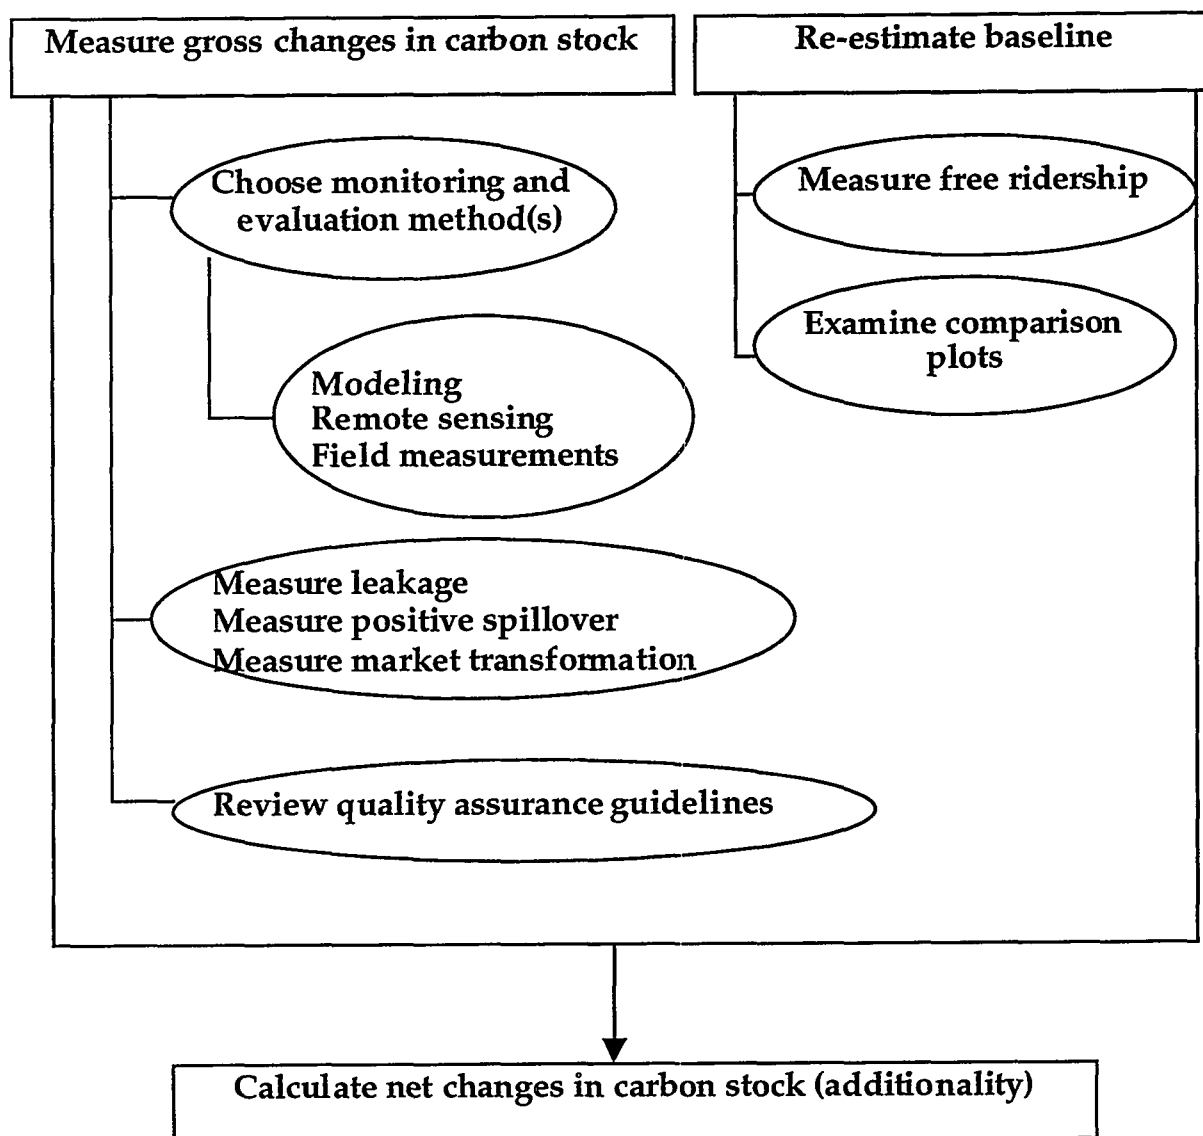 Measure gross changes in carbon stock
Re-estimate baseline
Choose monitoring and
evaluation method(s)
Measure free ridership
Examine comparison
plots
Modeling
Remote sensing
Field measurements
Measure leakage
Measure positive spillover
Measure market transformation
Review quality assurance guidelines
Calculate net changes in carbon stock (additionality)